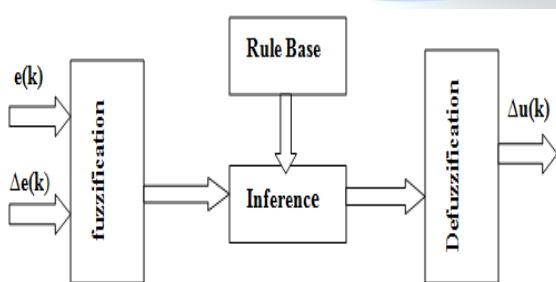 e(k)
Δe(k)
fuzzification
Rule Base
Inference
Defuzzification
Δu(k)